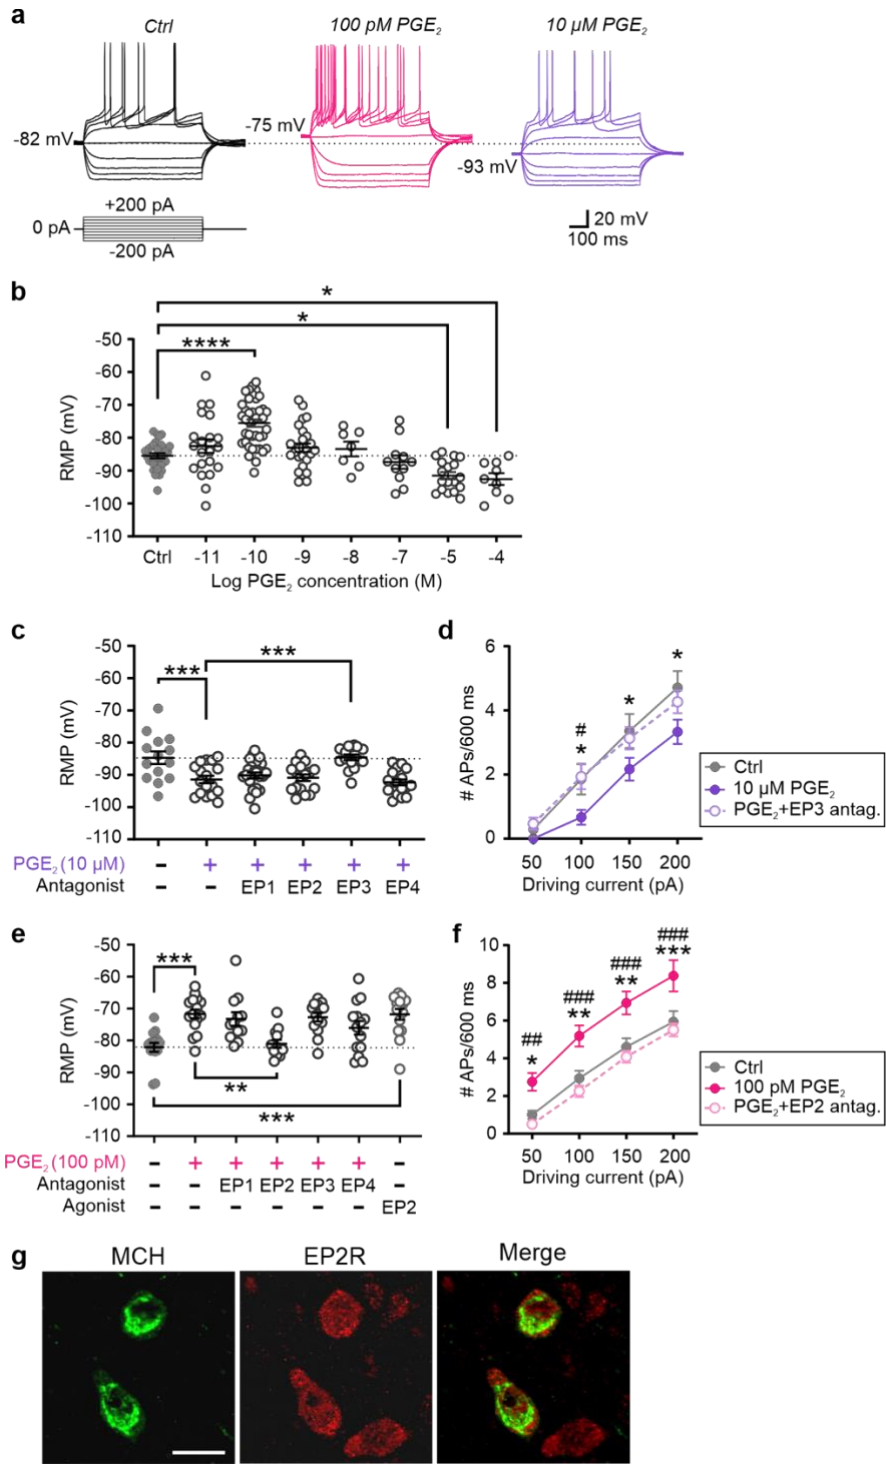 a
Ctrl
100 pM PGE₂
10 µM PGE₂
-82 mV
-75 mV
-93 mV
+200 pA
0 pA
-200 pA
20 mV
100 ms
b
*
*
****
-50
-60
-70
-80
-90
-100
-110
RMP (mV)
Ctrl -11 -10 -9 -8 -7 -5 -4
Log PGE₂ concentration (M)
c
***
***
-50
-60
-70
-80
-90
-100
-110
RMP (mV)
PGE₂ (10 µM) - + + + + +
Antagonist - - EP1 EP2 EP3 EP4
d
6
4
2
0
# APs/600 ms
#
*
*
*
50 100 150 200
Driving current (pA)
Ctrl
10 µM PGE₂
PGE₂+EP3 antag.
e
***
**
***
-50
-60
-70
-80
-90
-100
-110
RMP (mV)
PGE₂ (100 pM) - + + + + + -
Antagonist - - EP1 EP2 EP3 EP4 -
Agonist - - - - - - EP2
f
10
8
6
4
2
0
# APs/600 ms
##
*
###
**
###
**
###
***
50 100 150 200
Driving current (pA)
Ctrl
100 pM PGE₂
PGE₂+EP2 antag.
g
MCH
EP2R
Merge